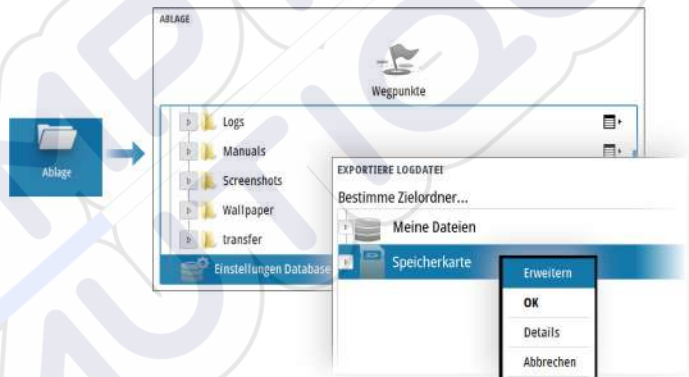 ABLAGE
Wegpunkte
Logs
Manuals
Screenshots
Wallpaper
transfer
Einstellungen Database
Ablage
EXPORTIERE LOGDATEI
Bestimme Zielordner...
Meine Dateien
Speicherkarte
Erweitern
OK
Details
Abbrechen